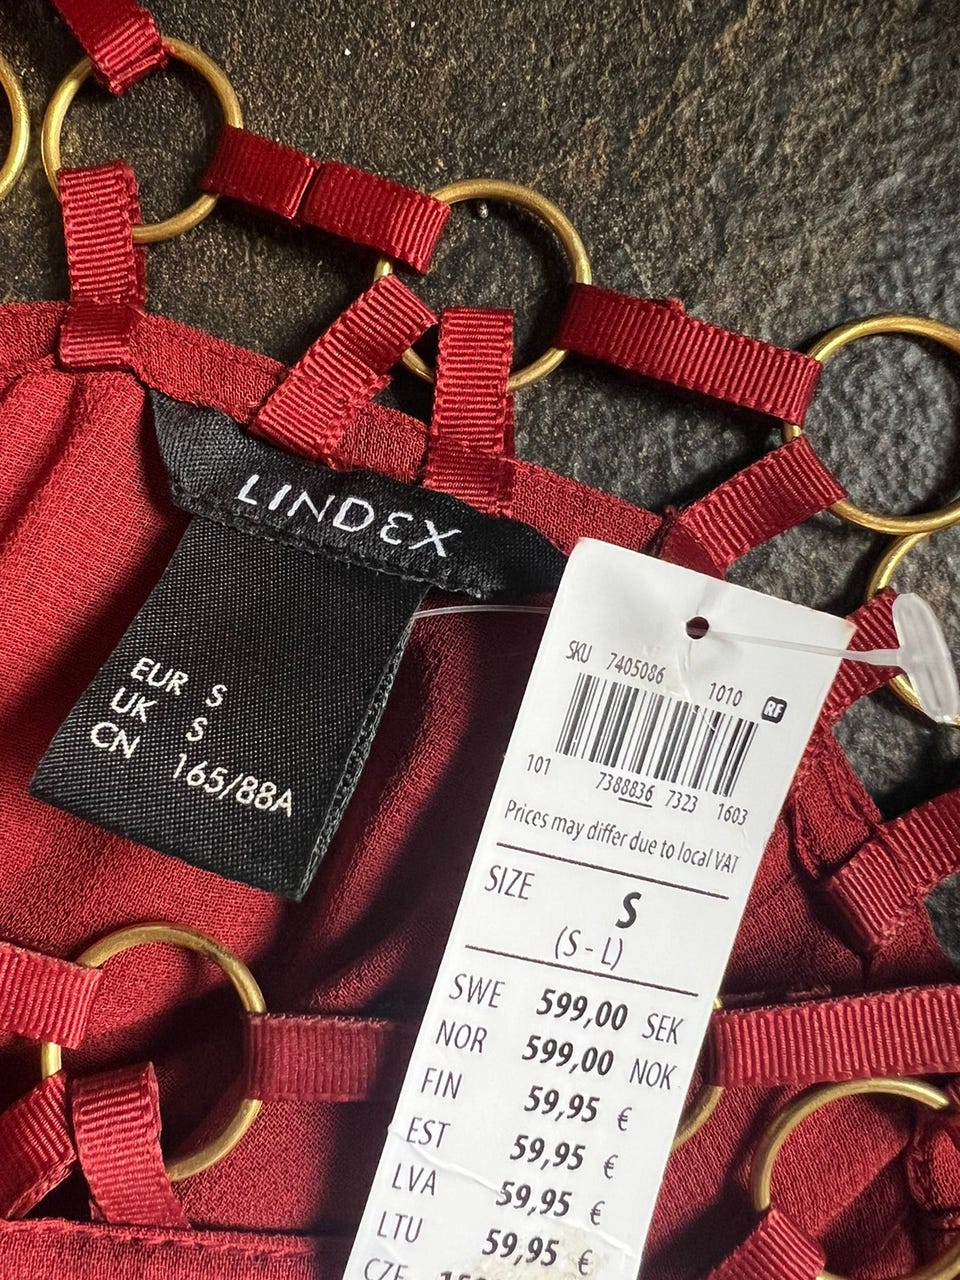 LINDEX
EUR S
UK S
CN 165/88A
SKU 7405086 1010 RF
101 7388836 7323 1603
Prices may differ due to local VAT
SIZE S
(S - L)
SWE 599,00 SEK
NOR 599,00 NOK
FIN 59,95 €
EST 59,95 €
LVA 59,95 €
LTU 59,95 €
CZE